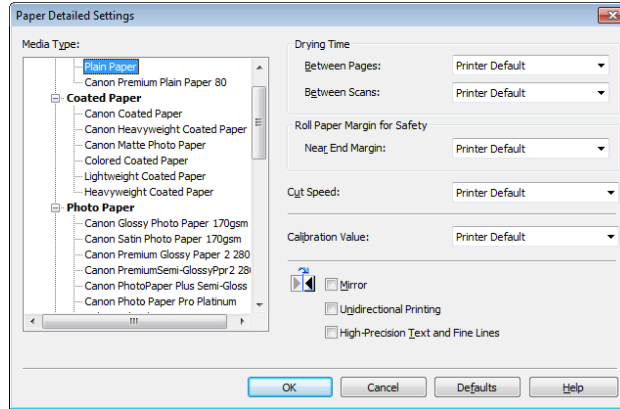 Paper Detailed Settings
Media Type:
Plain Paper
Canon Premium Plain Paper 80
Coated Paper
Canon Coated Paper
Canon Heavyweight Coated Paper
Canon Matte Photo Paper
Colored Coated Paper
Lightweight Coated Paper
Heavyweight Coated Paper
Photo Paper
Canon Glossy Photo Paper 170gsm
Canon Satin Photo Paper 170gsm
Canon Premium Glossy Paper 2 280
Canon PremiumSemi-GlossyPpr2 28
Canon PhotoPaper Plus Semi-Gloss
Canon Photo Paper Pro Platinum
Drying Time
Between Pages: Printer Default
Between Scans: Printer Default
Roll Paper Margin for Safety
Near End Margin: Printer Default
Cut Speed: Printer Default
Calibration Value: Printer Default
Mirror
Unidirectional Printing
High-Precision Text and Fine Lines
OK Cancel Defaults Help